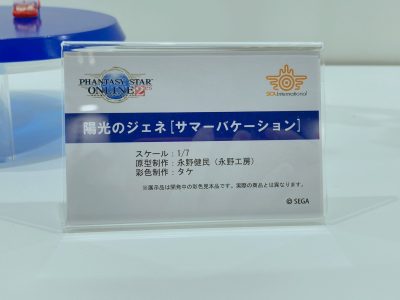 PHANTASY STAR
ONLINE 2
SiCX International
陽光のジェネ[サマーバケーション]
スケール:1/7
原型制作:永野健民(永野工房)
彩色制作:タケ
※展示品は開発中の彩色見本品です。実際の商品とは異なります。
© SEGA